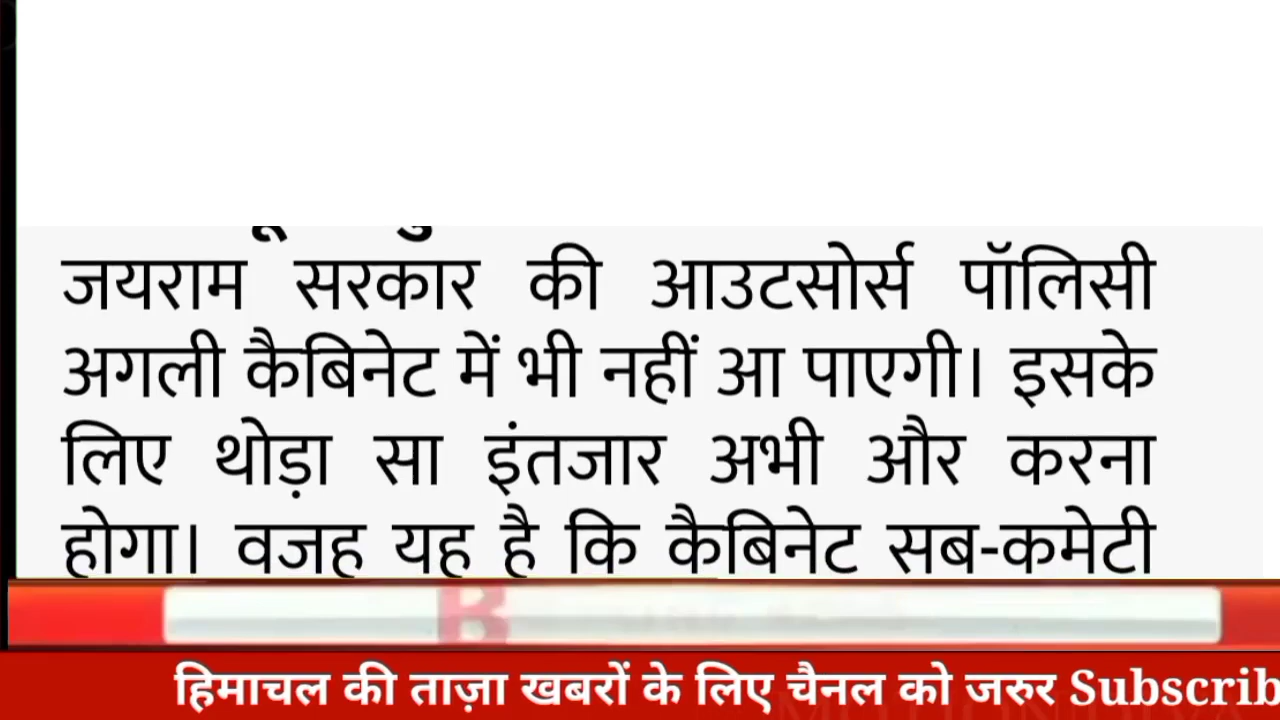 जयराम सरकार की आउटसोर्स पॉलिसी
अगली कैबिनेट में भी नहीं आ पाएगी। इसके
लिए थोड़ा सा इंतजार अभी और करना
होगा। वजह यह है कि कैबिनेट सब-कमेटी
B
हिमाचल की ताज़ा खबरों के लिए चैनल को जरुर Subscrib